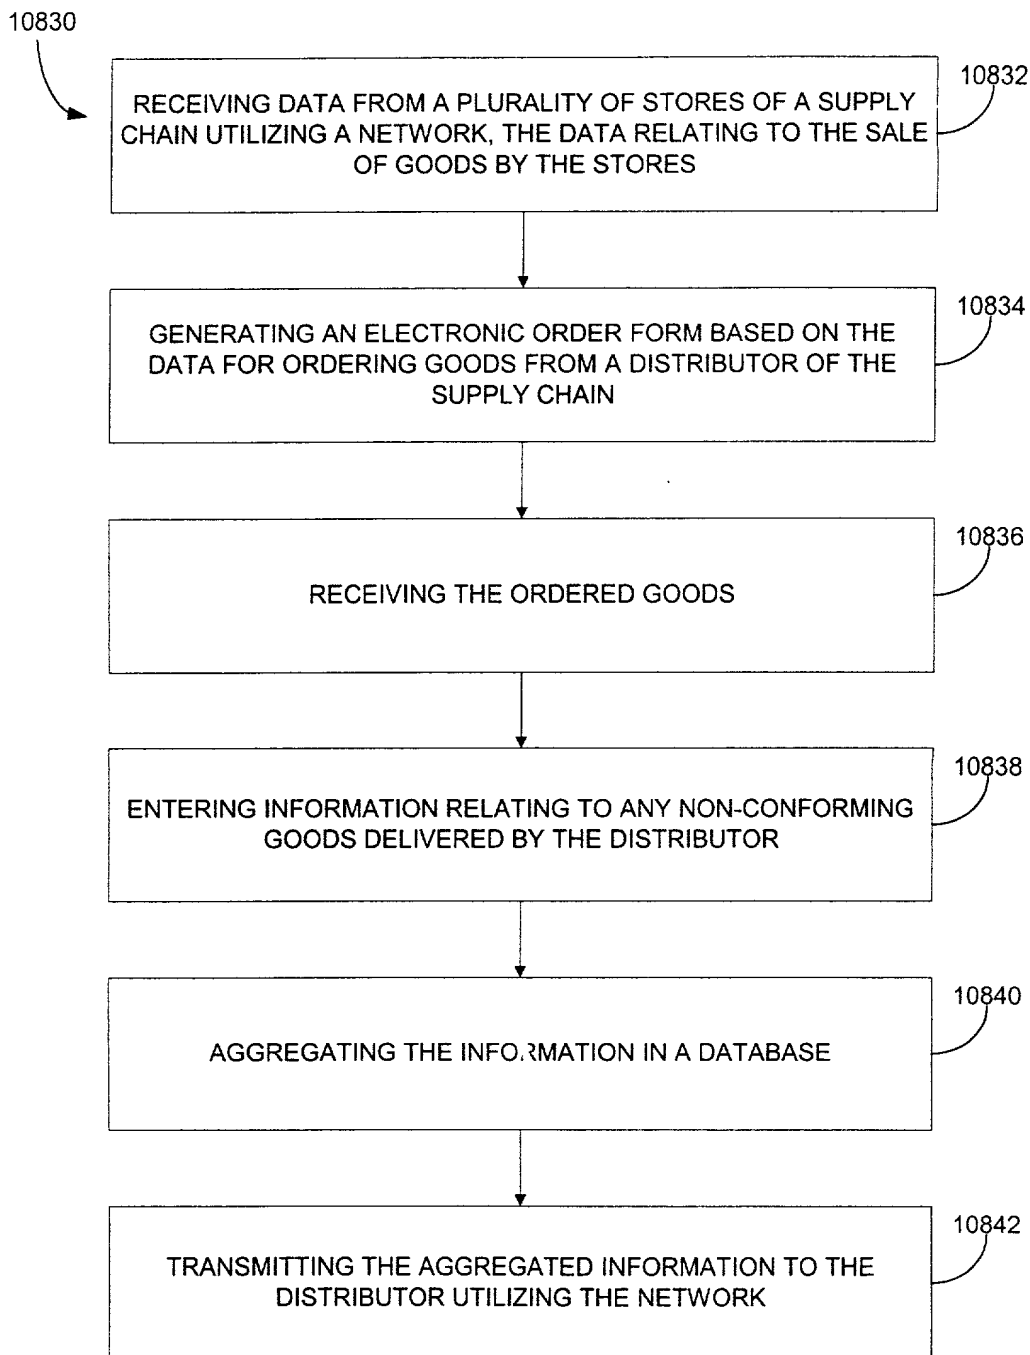 10830
10832
RECEIVING DATA FROM A PLURALITY OF STORES OF A SUPPLY
CHAIN UTILIZING A NETWORK, THE DATA RELATING TO THE SALE
OF GOODS BY THE STORES
10834
GENERATING AN ELECTRONIC ORDER FORM BASED ON THE
DATA FOR ORDERING GOODS FROM A DISTRIBUTOR OF THE
SUPPLY CHAIN
10836
RECEIVING THE ORDERED GOODS
10838
ENTERING INFORMATION RELATING TO ANY NON-CONFORMING
GOODS DELIVERED BY THE DISTRIBUTOR
10840
AGGREGATING THE INFORMATION IN A DATABASE
10842
TRANSMITTING THE AGGREGATED INFORMATION TO THE
DISTRIBUTOR UTILIZING THE NETWORK